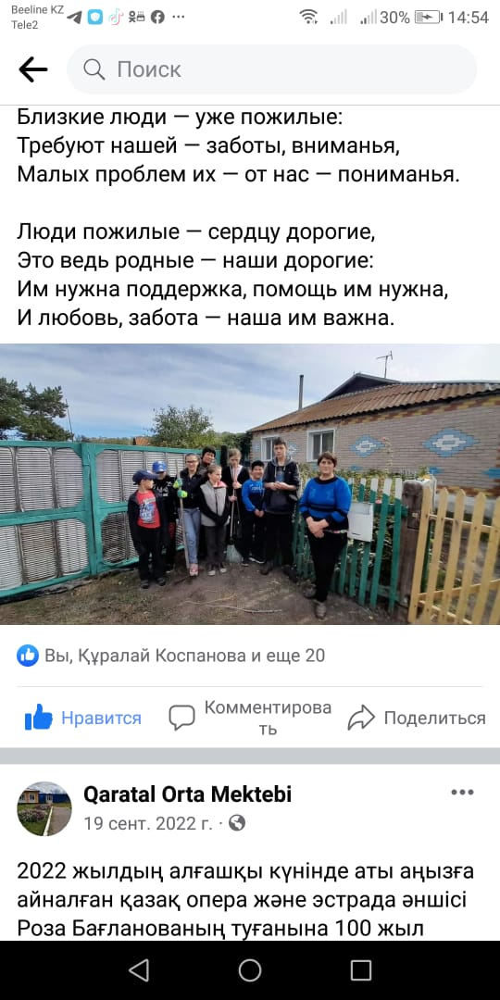 Beeline KZ
Tele2
30%
14:54
Поиск
Близкие люди — уже пожилые:
Требуют нашей — заботы, вниманья,
Малых проблем их — от нас — пониманья.
Люди пожилые — сердцу дорогие,
Это ведь родные — наши дорогие:
Им нужна поддержка, помощь им нужна,
И любовь, забота — наша им важна.
Вы, Құралай Коспанова и еще 20
Нравится
Комментирова
ть
Поделиться
Qaratal Orta Mektebi
19 сент. 2022 г. ·
2022 жылдың алғашқы күнінде аты аңызға
айналған қазақ опера және эстрада әншісі
Роза Бағланованың туғанына 100 жыл